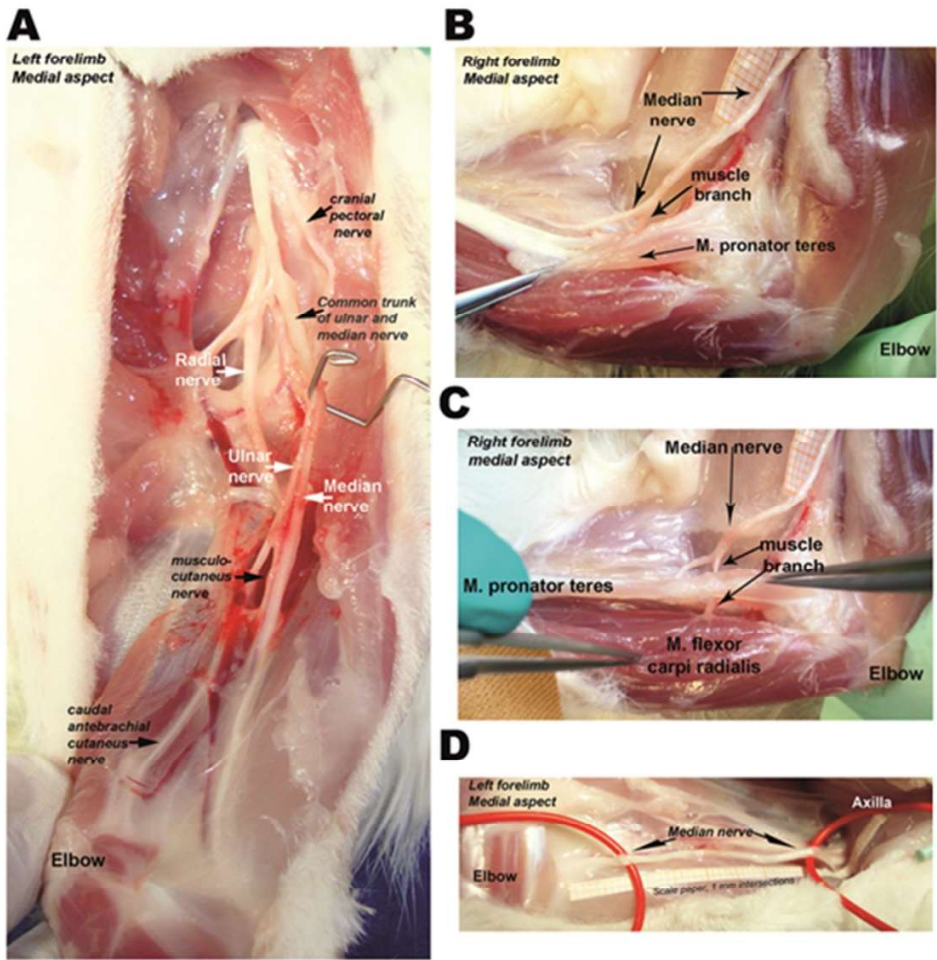 A
Left forelimb
Medial aspect
cranial
pectoral
nerve
Common trunk
of ulnar and
median nerve
Radial
nerve
Ulnar
nerve
Median
nerve
musculo-
cutaneus
nerve
caudal
antebrachial
cutaneus
nerve
Elbow
B
Right forelimb
Medial aspect
Median
nerve
muscle
branch
M. pronator teres
Elbow
C
Right forelimb
medial aspect
Median nerve
muscle
branch
M. pronator teres
M. flexor
carpi radialis
Elbow
D
Left forelimb
Medial aspect
Axilla
Median nerve
Elbow
Scale paper, 1 mm intersections